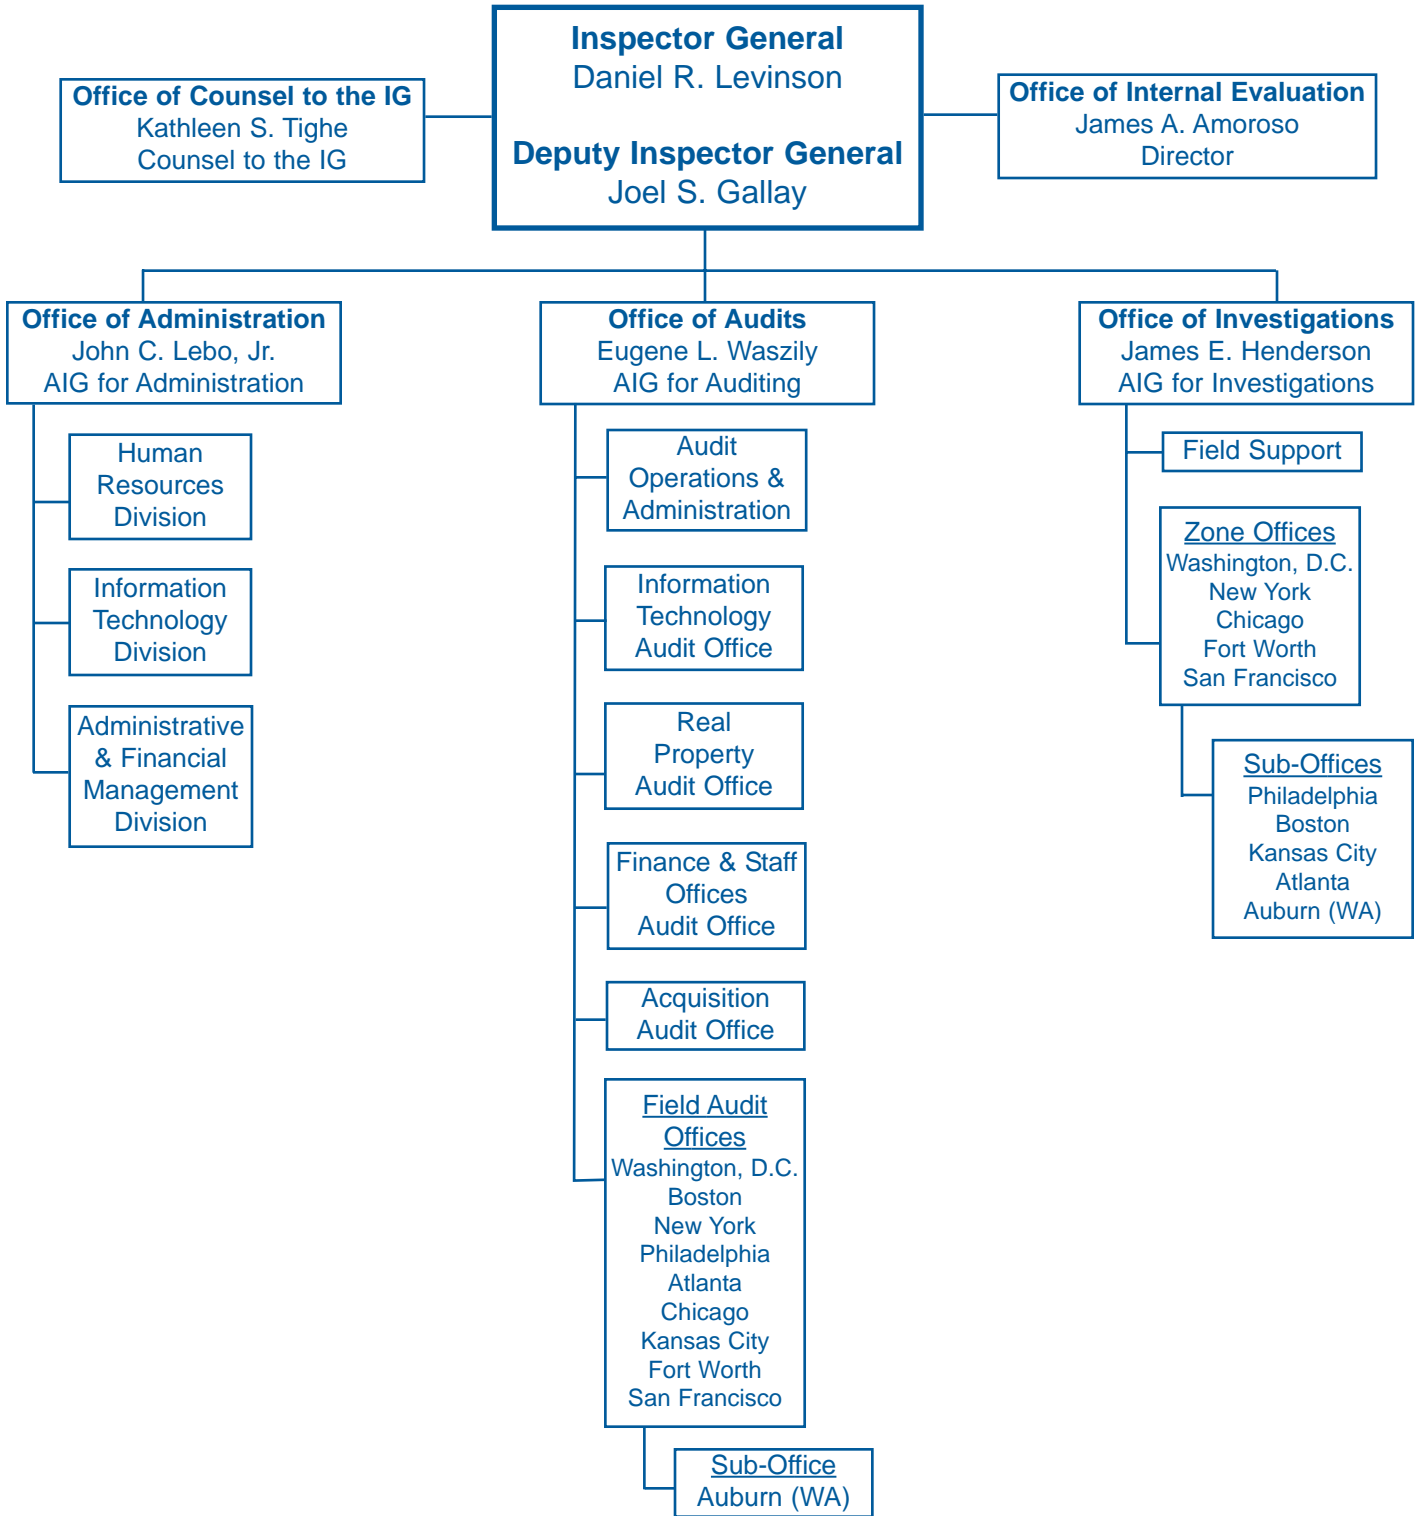 Inspector General
Daniel R. Levinson
Deputy Inspector General
Joel S. Gallay
Office of Counsel to the IG
Kathleen S. Tighe
Counsel to the IG
Office of Internal Evaluation
James A. Amoroso
Director
Office of Administration
John C. Lebo, Jr.
AIG for Administration
Human
Resources
Division
Information
Technology
Division
Administrative
& Financial
Management
Division
Office of Audits
Eugene L. Waszily
AIG for Auditing
Audit
Operations &
Administration
Information
Technology
Audit Office
Real
Property
Audit Office
Finance & Staff
Offices
Audit Office
Acquisition
Audit Office
Field Audit
Offices
Washington, D.C.
Boston
New York
Philadelphia
Atlanta
Chicago
Kansas City
Fort Worth
San Francisco
Sub-Office
Auburn (WA)
Office of Investigations
James E. Henderson
AIG for Investigations
Field Support
Zone Offices
Washington, D.C.
New York
Chicago
Fort Worth
San Francisco
Sub-Offices
Philadelphia
Boston
Kansas City
Atlanta
Auburn (WA)